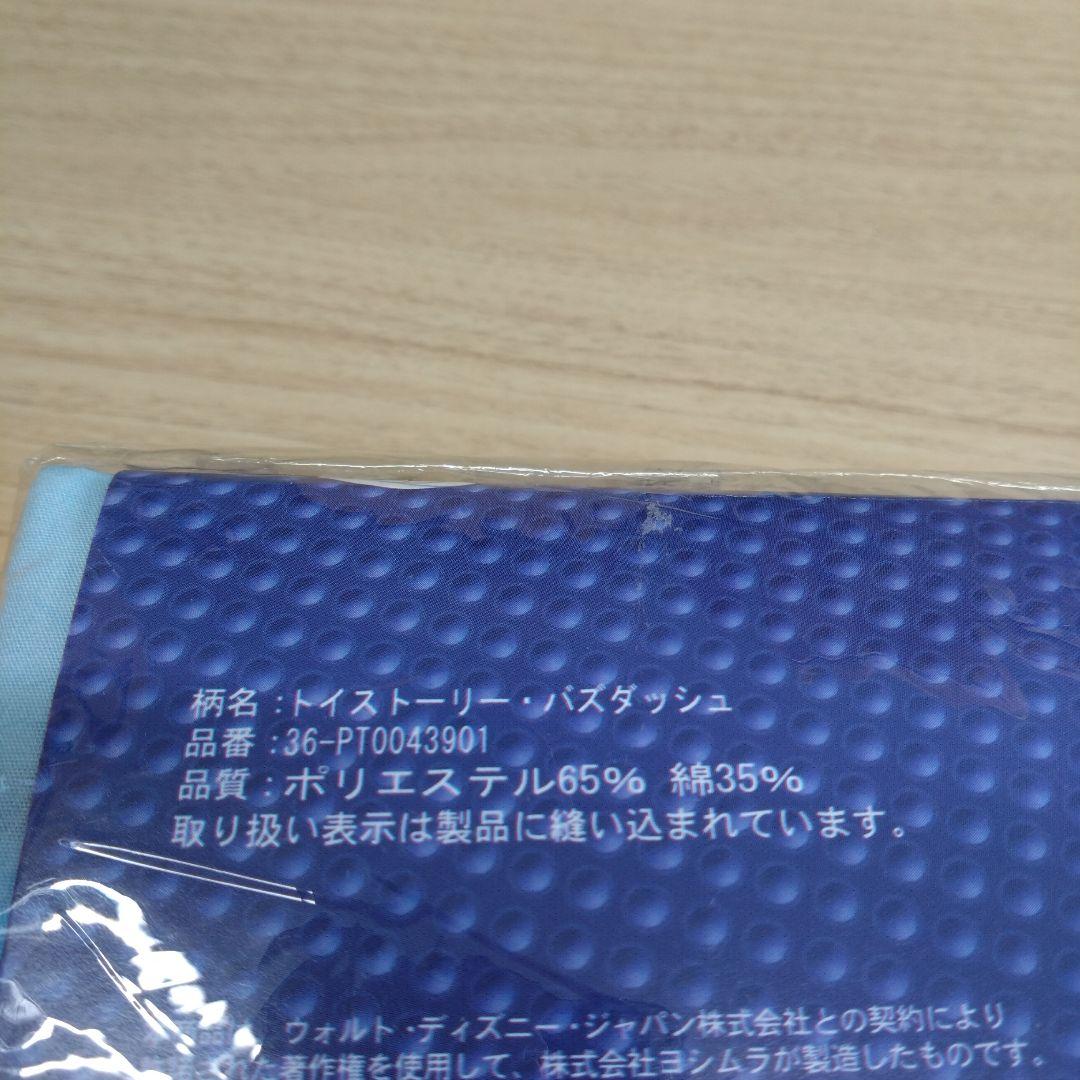 柄名：トイストーリー・バズダッシュ
品番：36-PT0043901
品質：ポリエステル65％ 綿35％
取り扱い表示は製品に縫い込まれています。
ウォルト・ディズニー・ジャパン株式会社との契約により
著作権を使用して、株式会社ヨシムラが製造したものです。